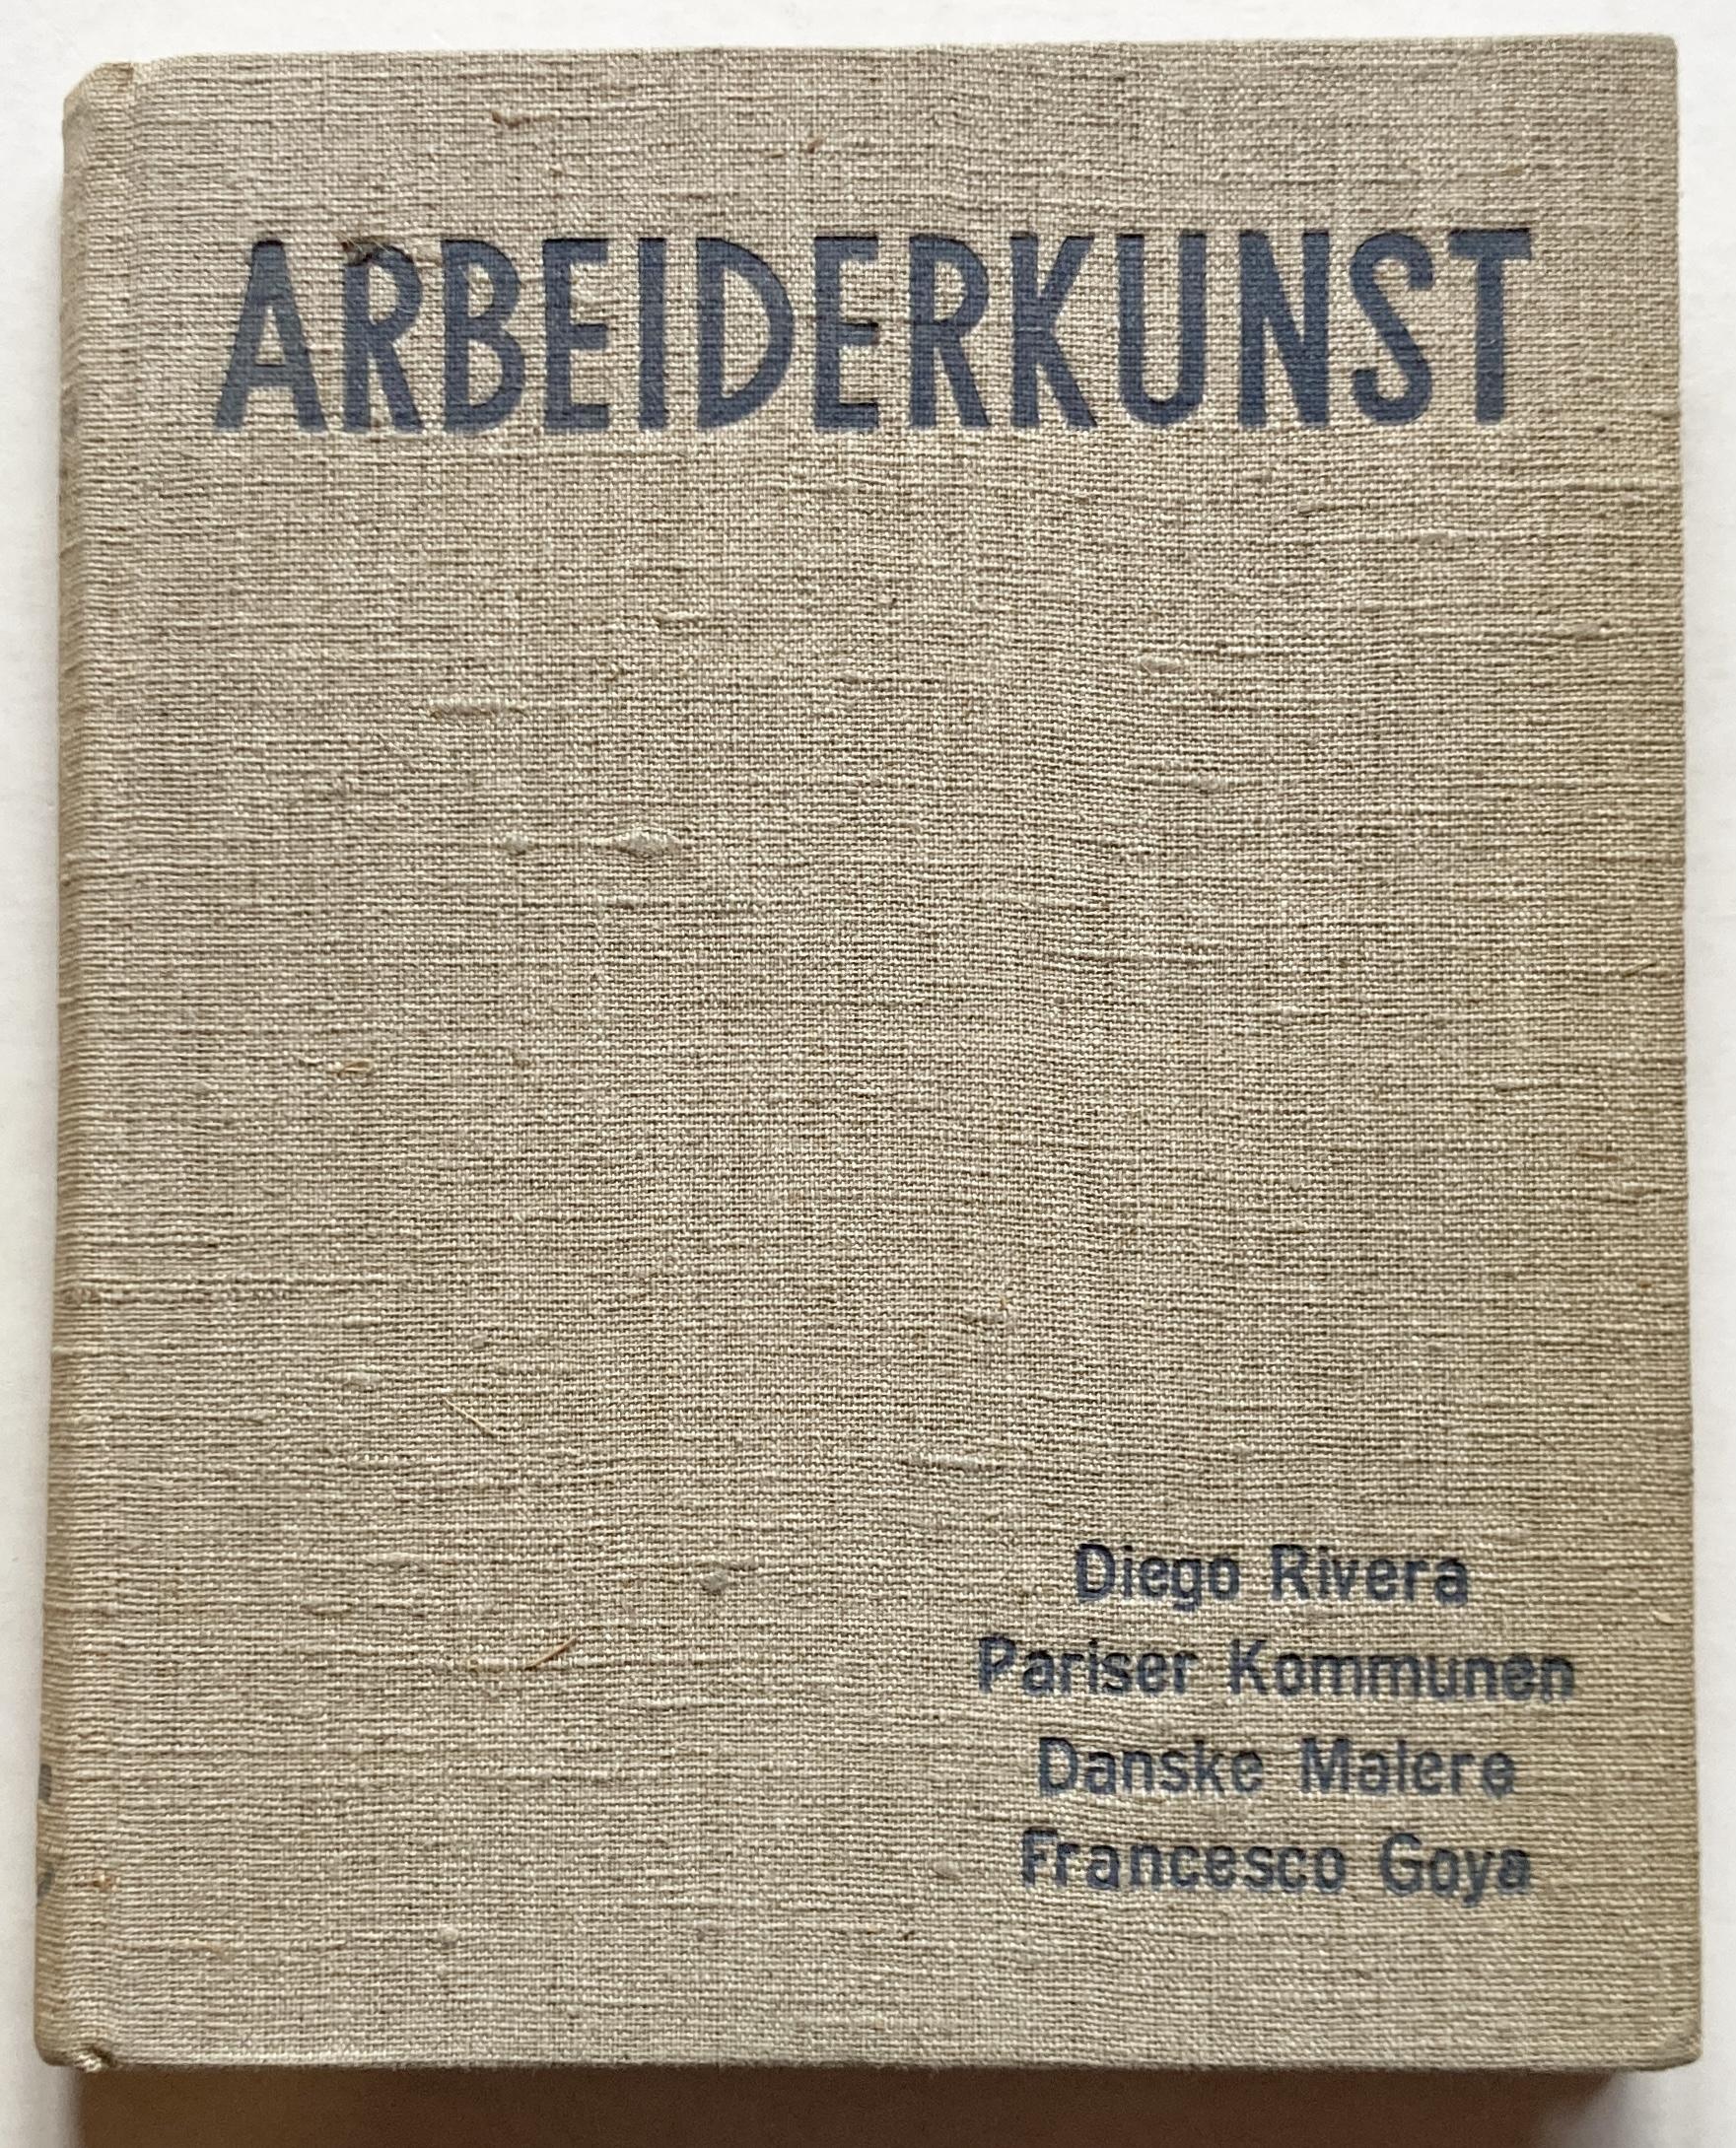 ARBEIDERKUNST
Diego Rivera
Pariser Kommunen
Danske Malere
Francesco Goya